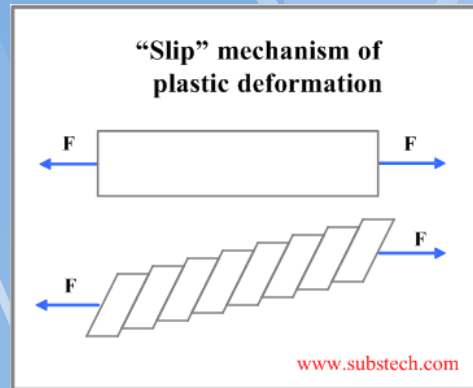 “Slip” mechanism of
plastic deformation
F F
F
F
www.substech.com